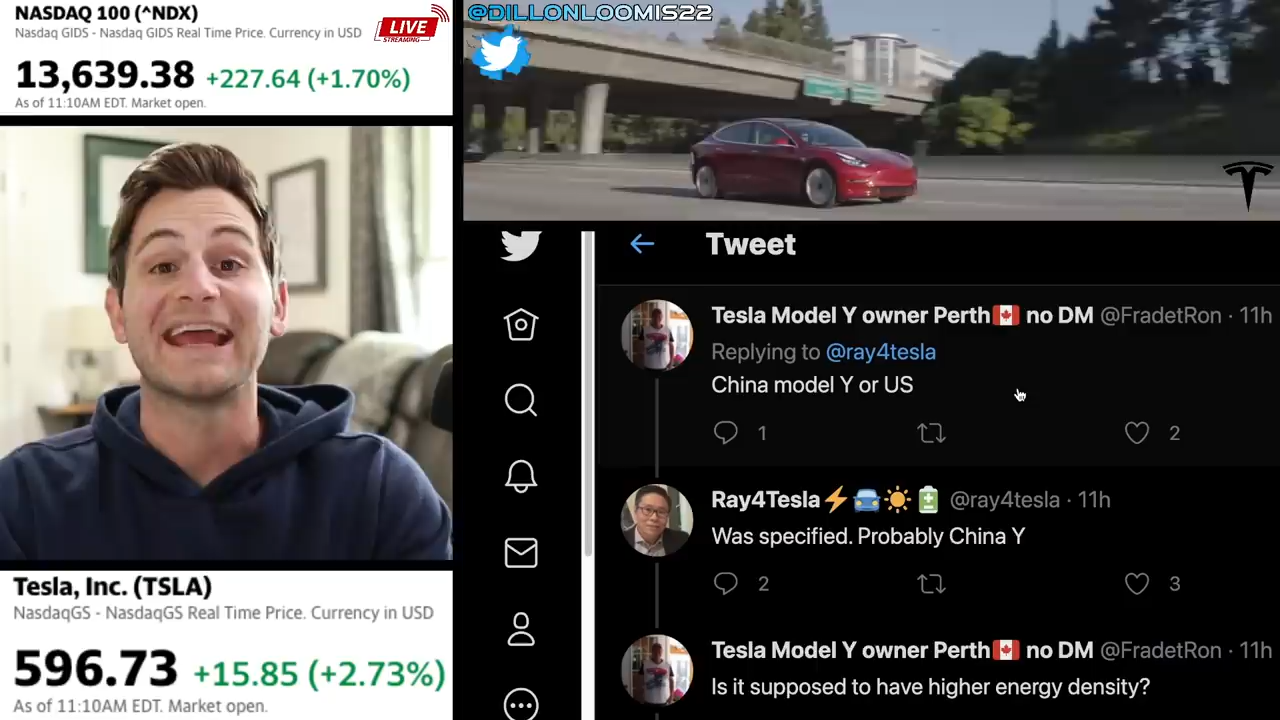 NASDAQ 100 (^NDX)
Nasdaq GIDS - Nasdaq GIDS Real Time Price. Currency in USD
LIVE
STREAMING
13,639.38 +227.64 (+1.70%)
As of 11:10AM EDT. Market open.
@DILLONLOOMIS22
Tesla, Inc. (TSLA)
NasdaqGS - NasdaqGS Real Time Price. Currency in USD
596.73 +15.85 (+2.73%)
As of 11:10AM EDT. Market open.
Tweet
Tesla Model Y owner Perth🇨🇦 no DM @FradetRon · 11h
Replying to @ray4tesla
China model Y or US
1 2
Ray4Tesla⚡🚘☀🔋 @ray4tesla · 11h
Was specified. Probably China Y
2 3
Tesla Model Y owner Perth🇨🇦 no DM @FradetRon · 11h
Is it supposed to have higher energy density?